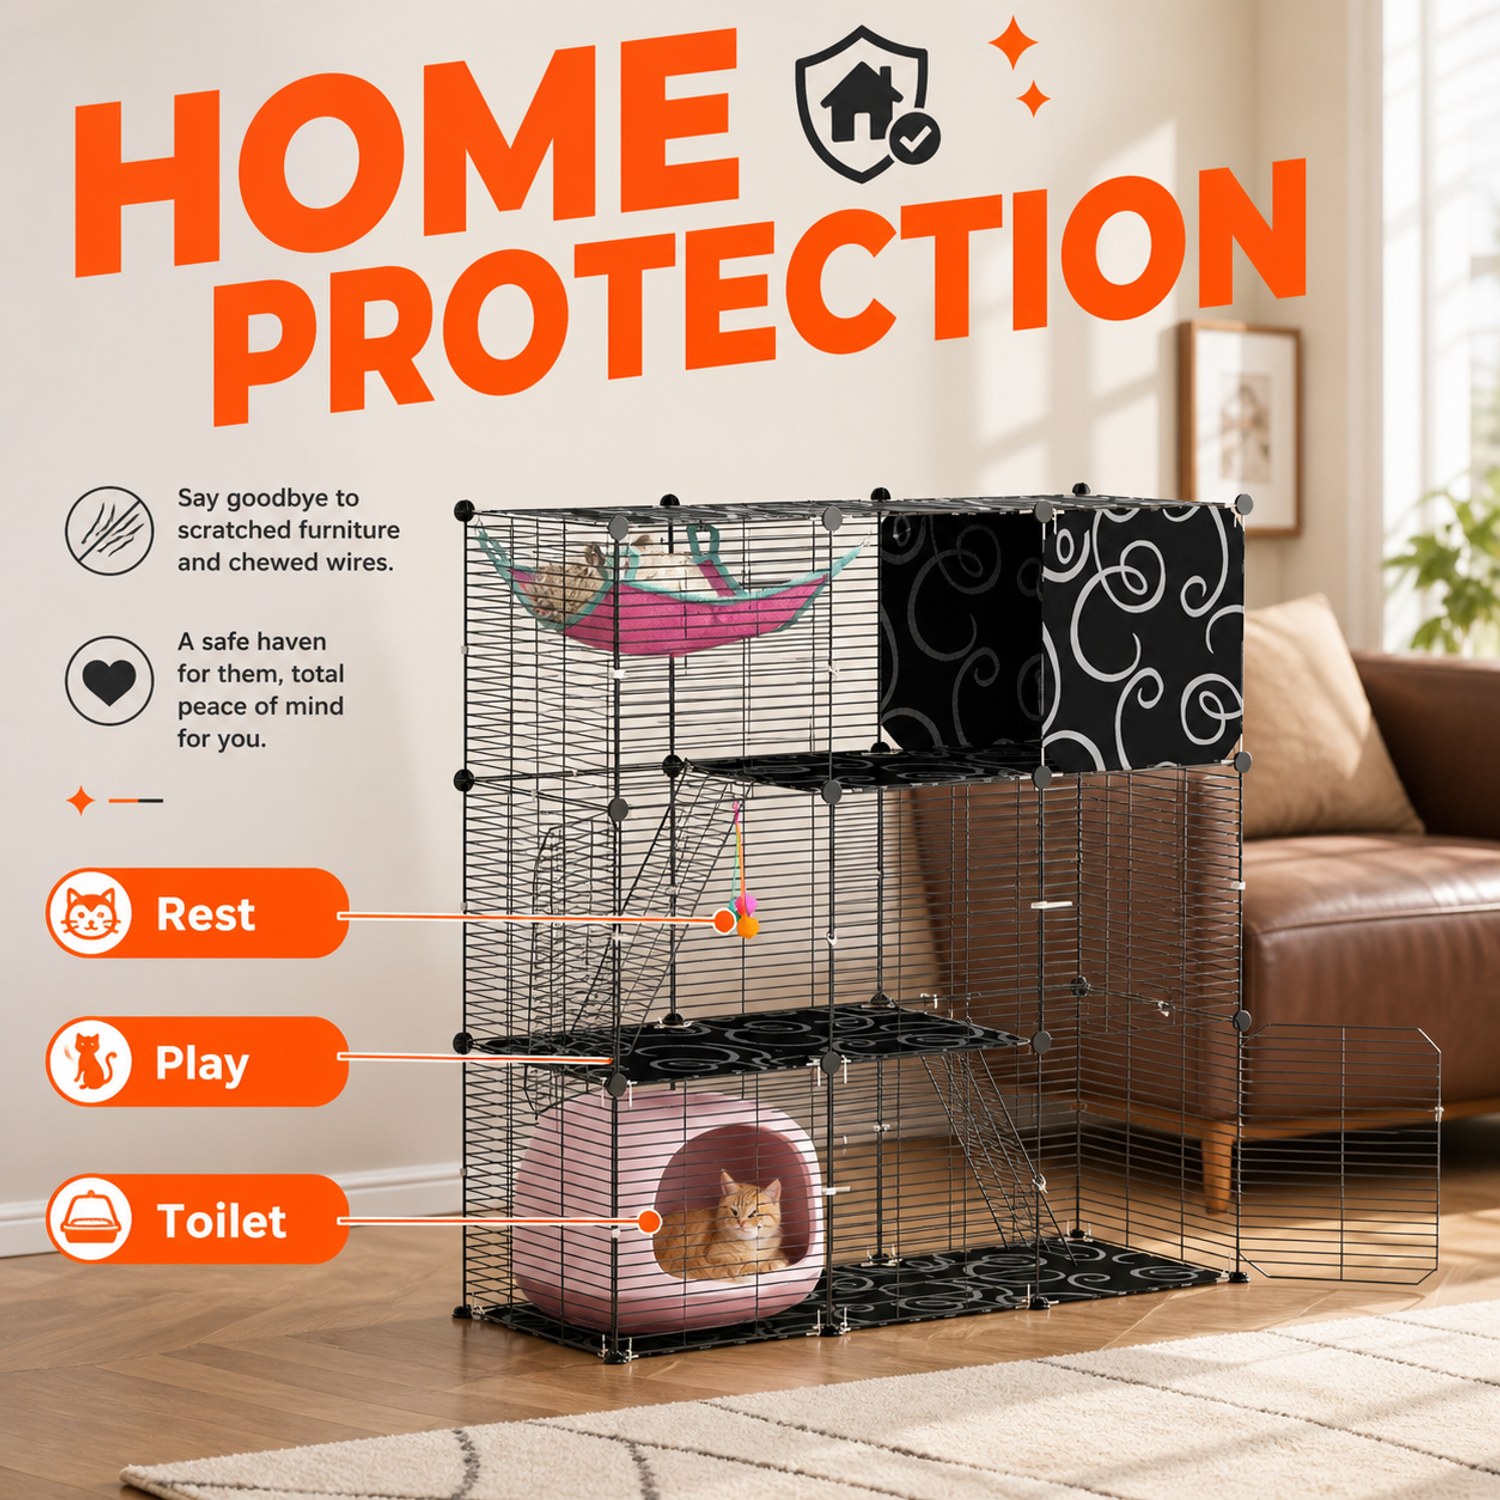 HOME
PROTECTION
Say goodbye to
scratched furniture
and chewed wires.
A safe haven
for them, total
peace of mind
for you.
Rest
Play
Toilet